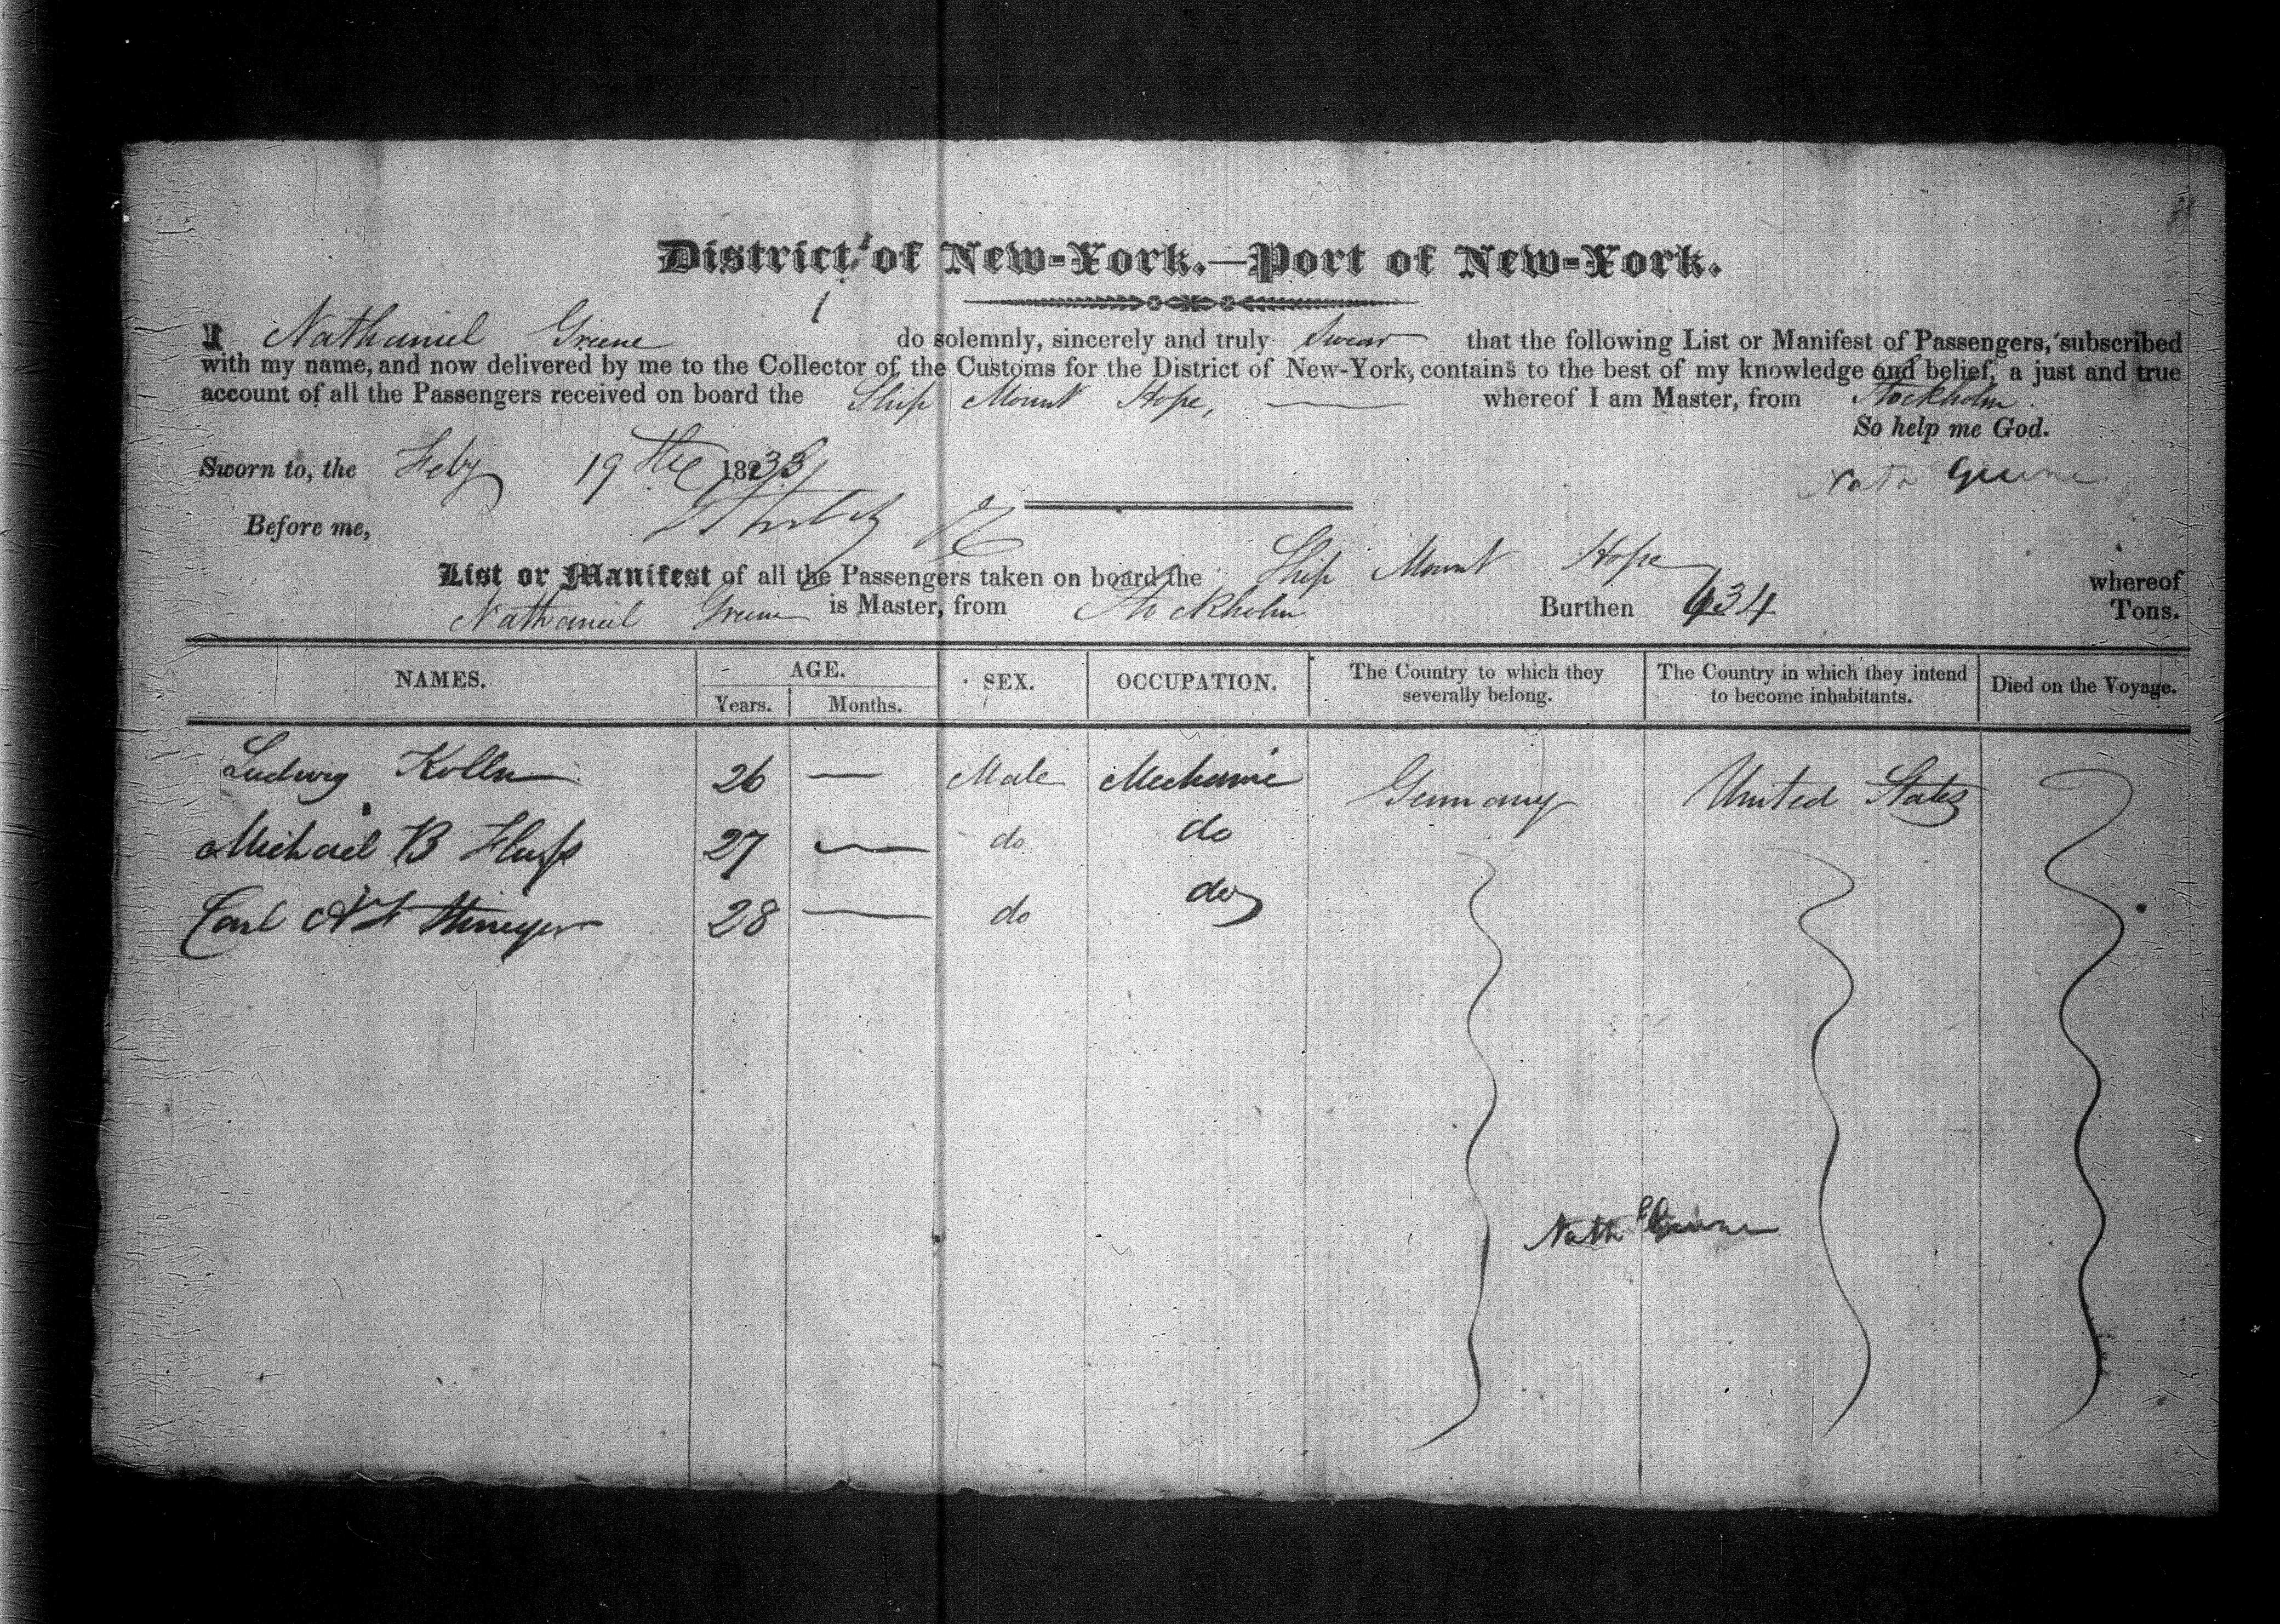 District of New-York.—Port of New-York.
I Nathaniel Greene do solemnly, sincerely and truly Swear that the following List or Manifest of Passengers, subscribed
with my name, and now delivered by me to the Collector of the Customs for the District of New-York, contains to the best of my knowledge and belief, a just and true
account of all the Passengers received on board the Ship Mount Hope, whereof I am Master, from Stockholm
So help me God.
Sworn to, the Feby 19th 1833
Nath Greene
Before me,
List or Manifest of all the Passengers taken on board the Ship Mount Hope whereof
Nathaniel Greene is Master, from Stockholm Burthen 634 Tons.
NAMES. AGE. Years. Months. SEX. OCCUPATION. The Country to which they severally belong. The Country in which they intend to become inhabitants. Died on the Voyage.
Ludwig 26 — Male Mechanic Germany United States
Michael B 27 — do do
Carl 28 — do do
Nathl Greene